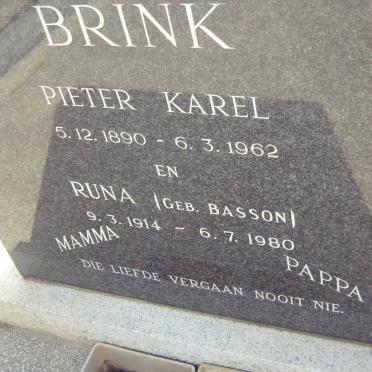 BRINK
PIETER KAREL
5.12.1890 - 6.3.1962
EN
RUNA (GEB. BASSON)
9.3.1914 - 6.7.1980
MAMMA PAPPA
DIE LIEFDE VERGAAN NOOIT NIE.